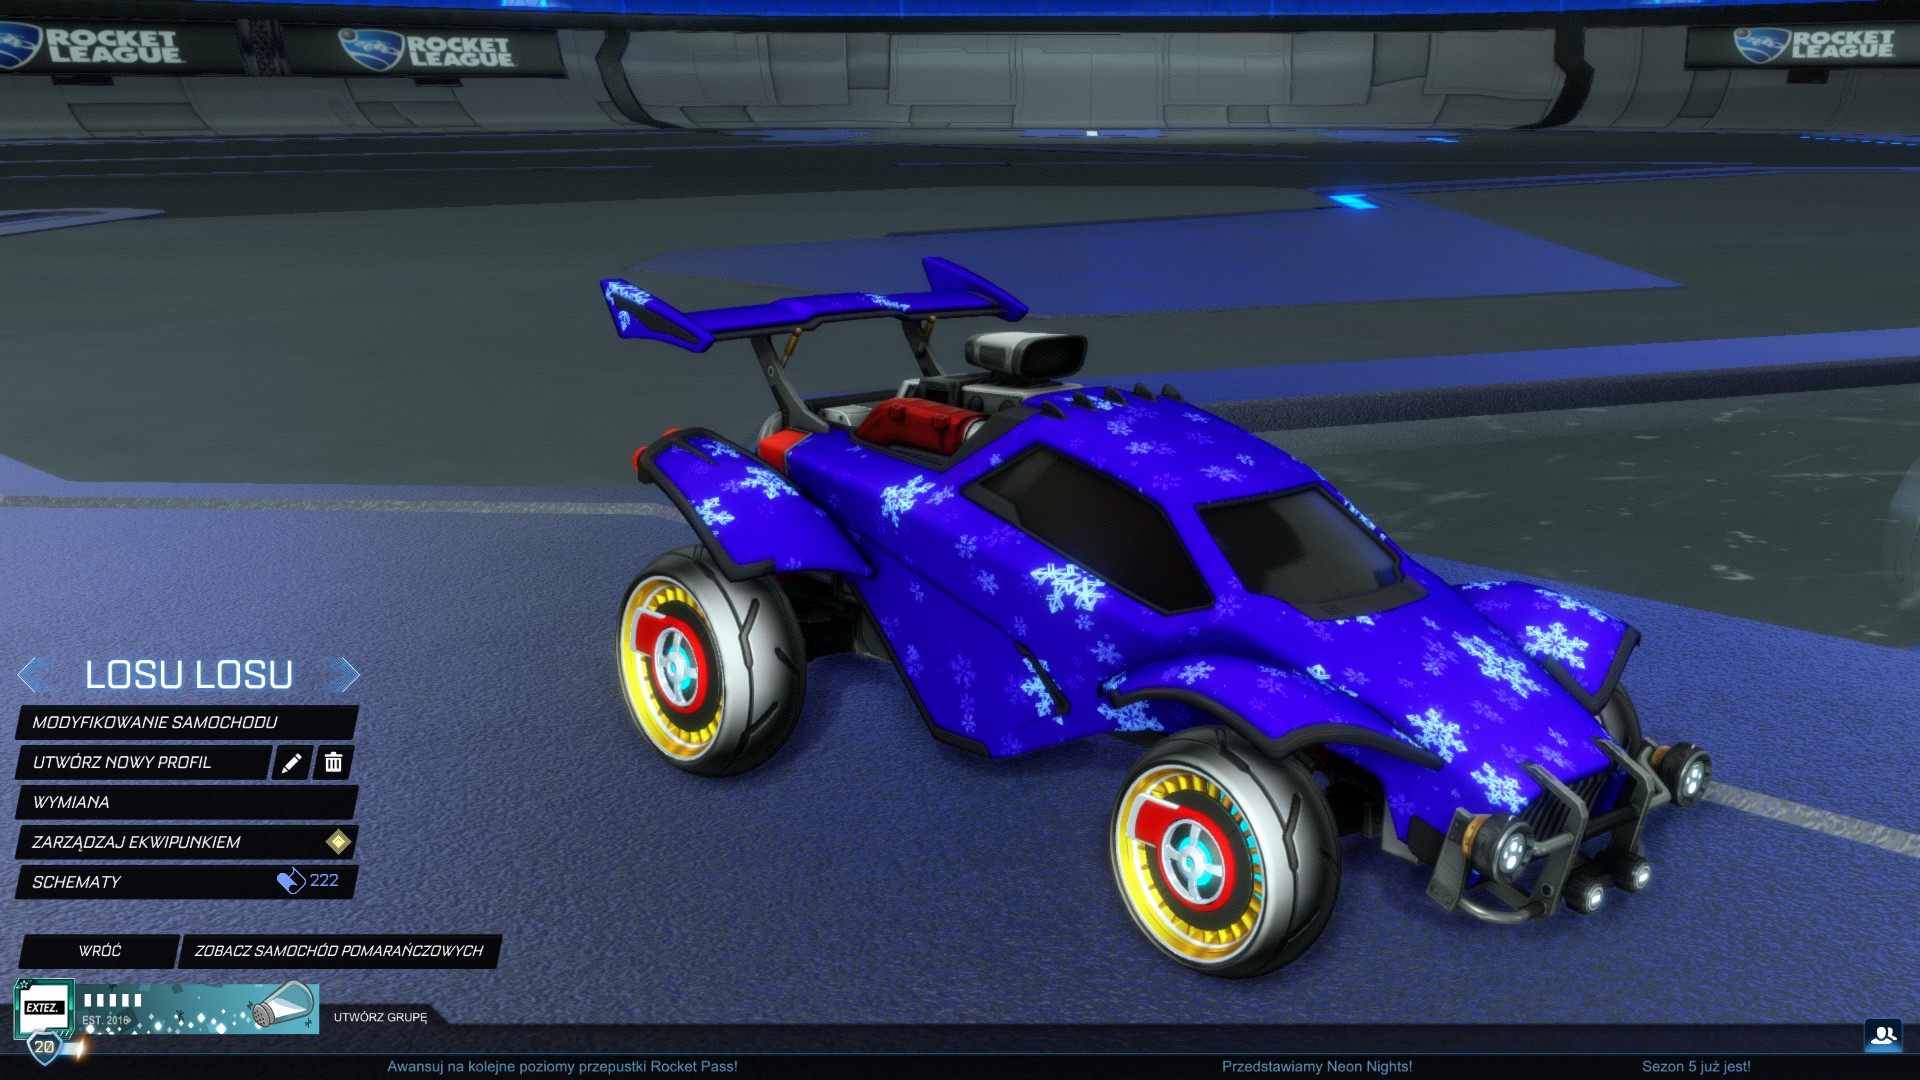 ROCKET
LEAGUE
ROCKET
LEAGUE
ROCKET
LEAGUE
LOSU LOSU
MODYFIKOWANIE SAMOCHODU
UTWÓRZ NOWY PROFIL
WYMIANA
ZARZĄDZAJ EKWIPUNKIEM
SCHEMATY 222
WRÓĆ ZOBACZ SAMOCHÓD POMARAŃCZOWYCH
EXTEZ. IIIII
EST. 2016
UTWÓRZ GRUPĘ
20
Awansuj na kolejne poziomy przepustki Rocket Pass! Przedstawiamy Neon Nights! Sezon 5 już jest!